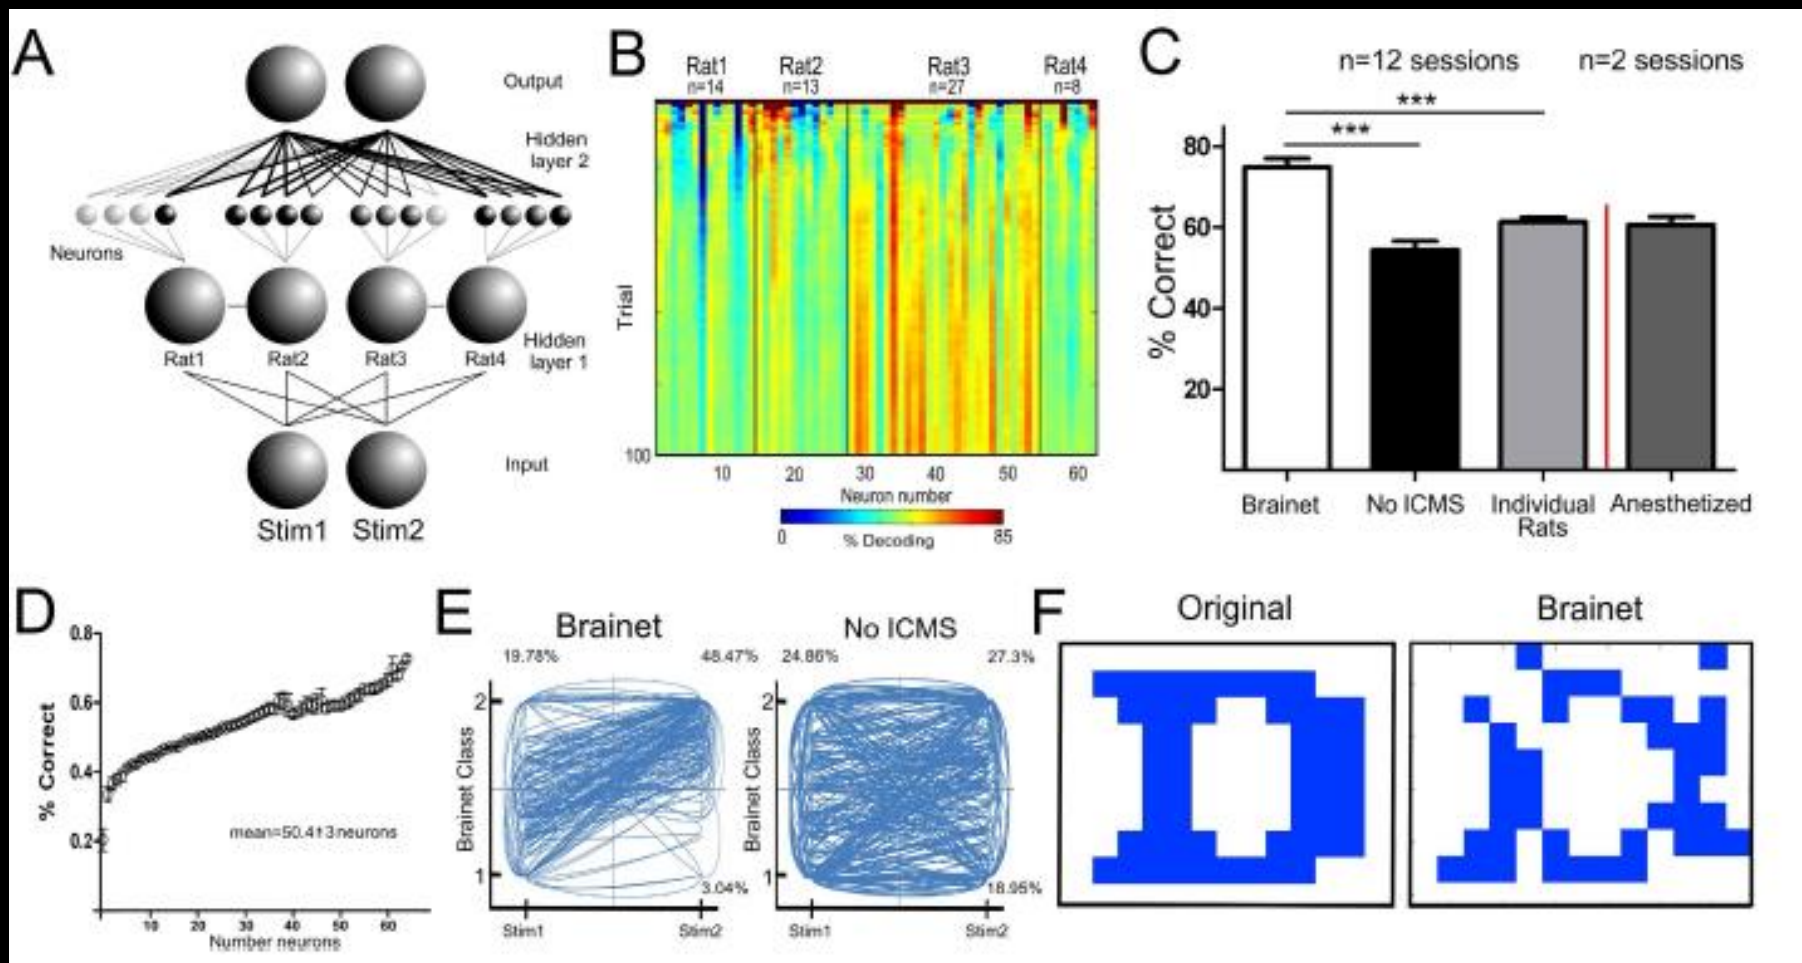 A
Output
Hidden
layer 2
Neurons
Rat1
Rat2
Rat3
Rat4
Hidden
layer 1
Input
Stim1
Stim2
B
Rat1
n=14
Rat2
n=13
Rat3
n=27
Rat4
n=8
Trial
100
10
20
30
40
50
60
Neuron number
0
% Decoding
85
C
n=12 sessions
n=2 sessions
***
***
% Correct
80
60
40
20
Brainet
No ICMS
Individual
Rats
Anesthetized
D
% Correct
0.8
0.6
0.4
0.2
mean=50.4±3neurons
10
20
30
40
50
60
Number neurons
E
Brainet
19.78%
48.47%
Brainet Class
2
1
3.04%
Stim1
Stim2
No ICMS
24.86%
27.3%
Brainet Class
2
1
18.95%
Stim1
Stim2
F
Original
Brainet